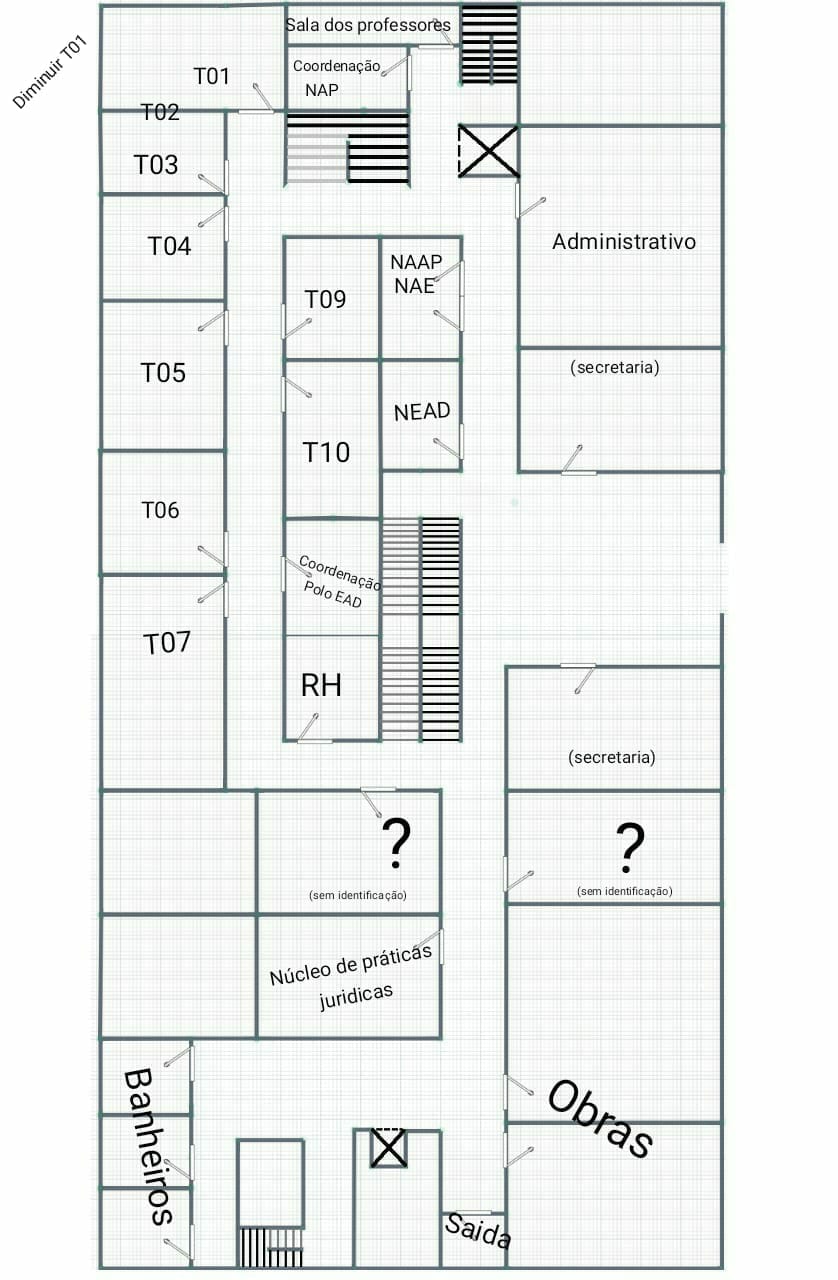 Sala dos professores
Diminuir T01
T01
Coordenação
NAP
T02
T03
T04
Administrativo
NAAP
NAE
T09
T05
(secretaria)
NEAD
T10
T06
Coordenação
Polo EAD
T07
RH
(secretaria)
?
(sem identificação)
?
(sem identificação)
Núcleo de práticas
juridicas
Banheiros
Obras
Saida